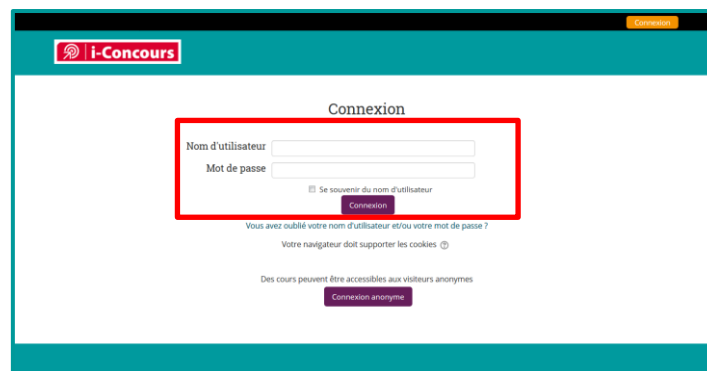 Connexion
i-Concours
Connexion
Nom d'utilisateur
Mot de passe
Se souvenir du nom d'utilisateur
Connexion
Vous avez oublié votre nom d'utilisateur et/ou votre mot de passe ?
Votre navigateur doit supporter les cookies ?
Des cours peuvent être accessibles aux visiteurs anonymes
Connexion anonyme